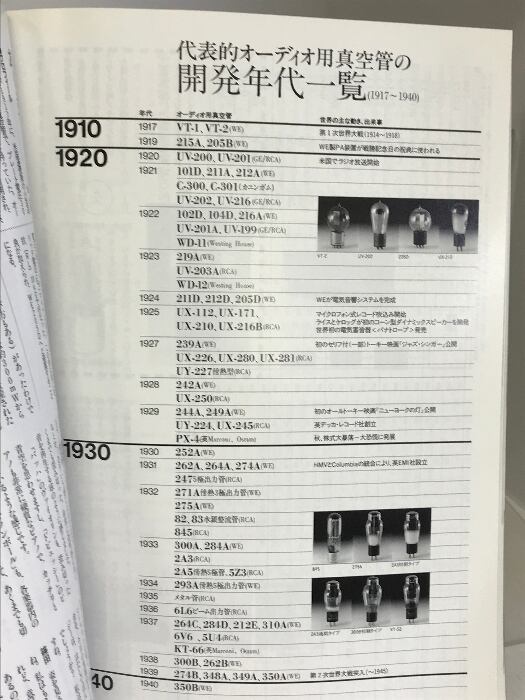 代表的オーディオ用真空管の
開発年代一覧(1917〜1940)
年代 オーディオ用真空管 世界の主な動き、出来事
1910
1917 VT-1、VT-2(WE) 第1次世界大戦(1914〜1918)
1919 215A、205B(WE) WE製PA装置が戦勝記念日の祝典に使われる
1920
1920 UV-200、UV-201(GE/RCA) 米国でラジオ放送開始
1921 101D、211A、212A(WE)
C-300、C-301(カニンガム)
UV-202、UV-216(GE/RCA)
1922 102D、104D、216A(WE)
UV-201A、UV-199(GE/RCA)
WD-11(Westing House)
VT-2 UV-202 205D UX-210
1923 219A(WE)
UV-203A(RCA)
WD-12(Westing House)
1924 211D、212D、205D(WE) WEが電気音響システムを完成
1925 UX-112、UX-171、 マイクロフォン式レコード吹込み開始
UX-210、UX-216B(RCA) ライスとケロッグが初のコーン型ダイナミックスピーカーを開発
世界初の電気蓄音器<パナトロープ>発売
1927 239A(WE) 初のセリフ付(一部)トーキー映画「ジャズ・シンガー」公開
UX-226、UX-280、UX-281(RCA)
UY-227傍熱型(RCA)
1928 242A(WE)
UX-250(RCA)
1929 244A、249A(WE) 初のオールトーキー映画「ニューヨークの灯」公開
UY-224、UX-245(RCA) 英デッカ・レコード社創立
PX-4(英Marconi、Osram) 秋、株式大暴落−大恐慌に発展
1930
1930 252A(WE)
1931 262A、264A、274A(WE) HMVとColumbiaの統合により、英EMI社設立
247 5極出力管(RCA)
1932 271A傍熱3極出力管(WE)
275A(WE)
82、83水銀整流管(RCA)
845(RCA)
845 275A
1933 300A、284A(WE)
2A3(RCA)
2A5傍熱5極管、5Z3(RCA)
1934 293A傍熱5極出力管(WE)
1935 メタル管(RCA)
1936 6L6ビーム出力管(RCA)
1937 264C、284D、212E、310A(WE)
6V6、5U4(RCA)
KT-66(英Marconi、Osram)
VT-52
1938 300B、262B(WE)
1939 274B、348A、349A、350A(WE) 第2次世界大戦突入(〜1945)
40
1940 350B(WE)